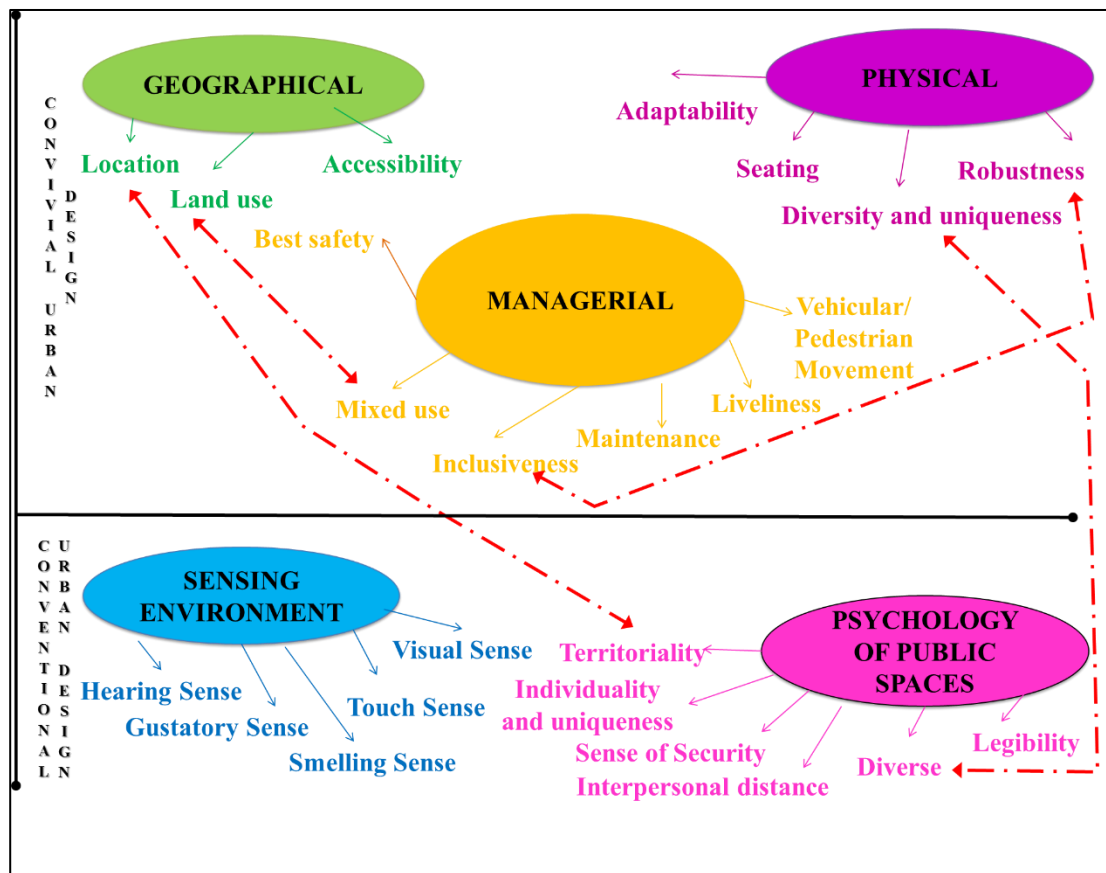 CONVIVIAL URBAN
DESIGN
GEOGRAPHICAL
Location
Land use
Accessibility
PHYSICAL
Adaptability
Seating
Robustness
Diversity and uniqueness
Best safety
MANAGERIAL
Vehicular/
Pedestrian
Movement
Mixed use
Liveliness
Maintenance
Inclusiveness
CONVENTIONAL
URBAN DESIGN
SENSING
ENVIRONMENT
Visual Sense
Hearing Sense
Touch Sense
Gustatory Sense
Smelling Sense
PSYCHOLOGY
OF PUBLIC
SPACES
Territoriality
Individuality
and uniqueness
Sense of Security
Interpersonal distance
Diverse
Legibility